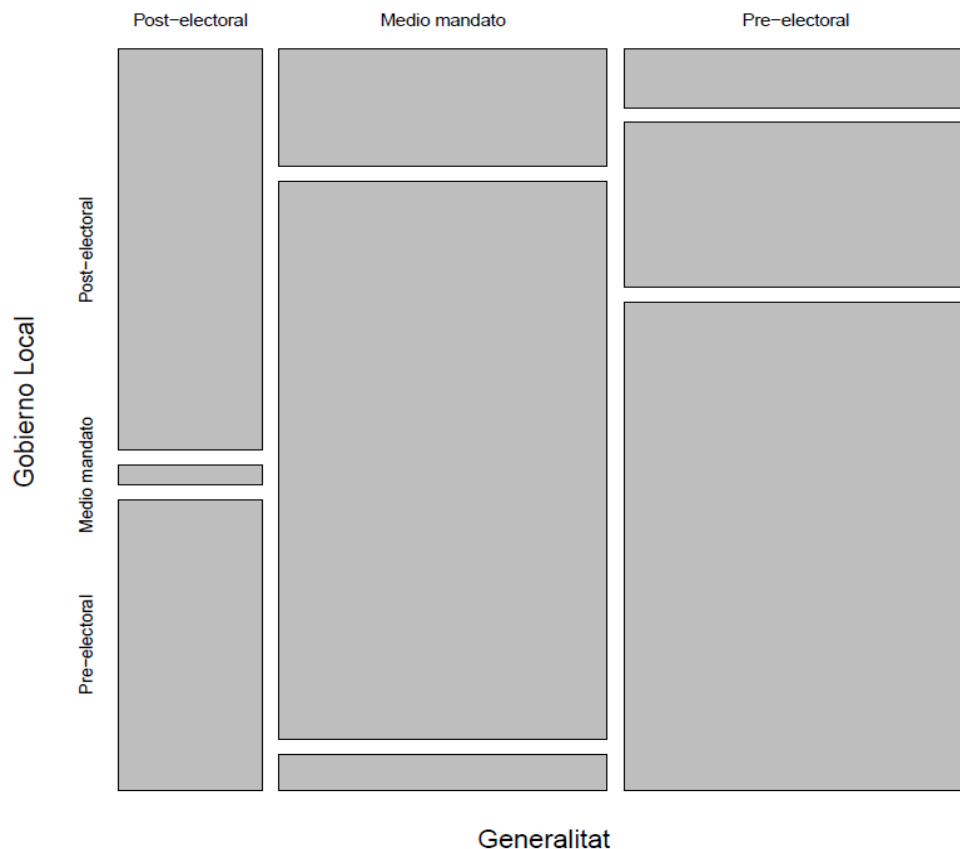 Post-electoral
Medio mandato
Pre-electoral
Gobierno Local
Post-electoral
Medio mandato
Pre-electoral
Generalitat